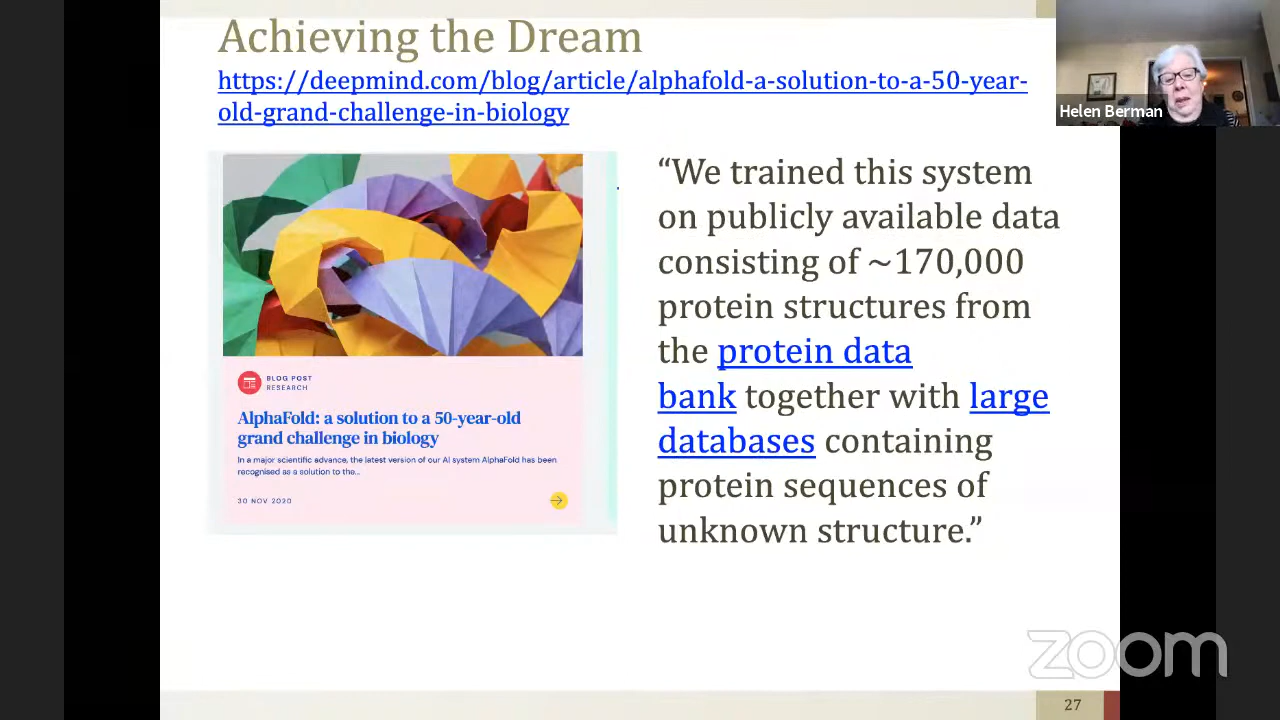 Achieving the Dream
https://deepmind.com/blog/article/alphafold-a-solution-to-a-50-year-
old-grand-challenge-in-biology
Helen Berman
“We trained this system
on publicly available data
consisting of ~170,000
protein structures from
the protein data
bank together with large
databases containing
protein sequences of
unknown structure.”
BLOG POST
RESEARCH
AlphaFold: a solution to a 50-year-old
grand challenge in biology
In a major scientific advance, the latest version of our AI system AlphaFold has been
recognised as a solution to the...
30 NOV 2020
zoom
27